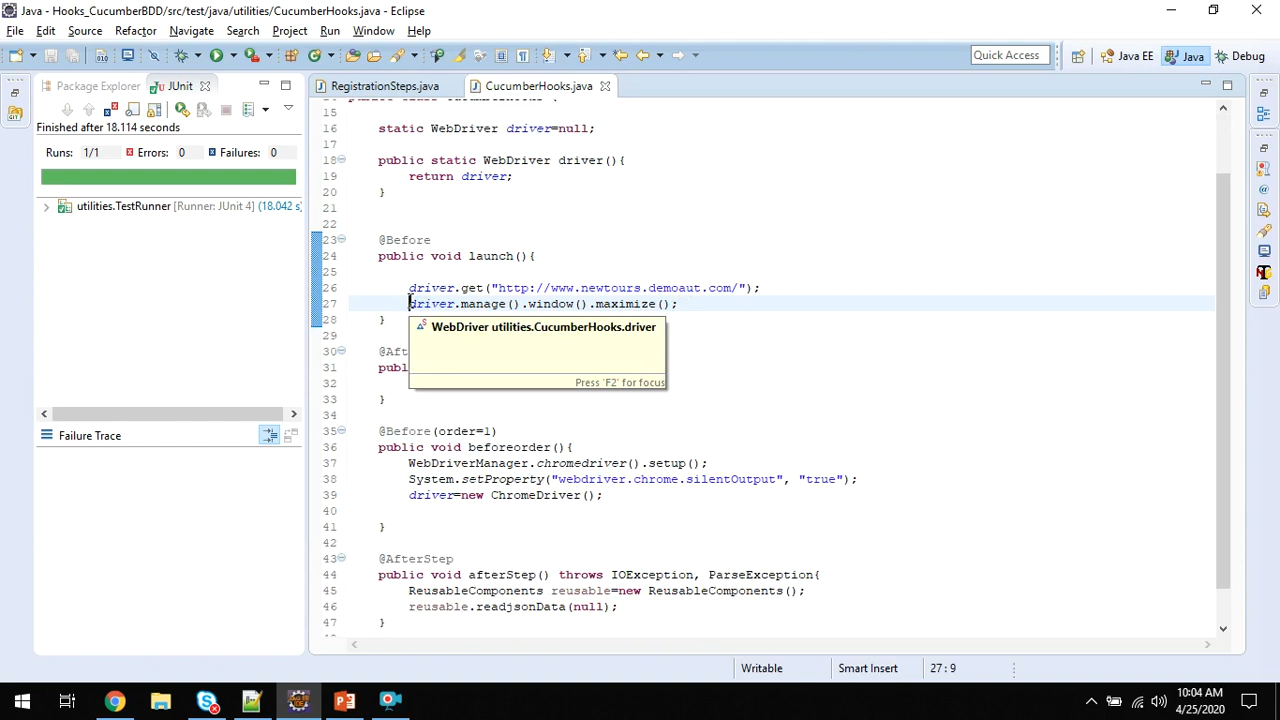 Java - Hooks_CucumberBDD/src/test/java/utilities/CucumberHooks.java - Eclipse
File Edit Source Refactor Navigate Search Project Run Window Help
Quick Access Java EE Java Debug
Package Explorer JUnit
RegistrationSteps.java CucumberHooks.java
Finished after 18.114 seconds
Runs: 1/1 Errors: 0 Failures: 0
utilities.TestRunner [Runner: JUnit 4] (18.042 s)
Failure Trace
15
16 static WebDriver driver=null;
17
18 public static WebDriver driver(){
19 return driver;
20 }
21
22
23 @Before
24 public void launch(){
25
26 driver.get("http://www.newtours.demoaut.com/");
27 driver.manage().window().maximize();
28 }
WebDriver utilities.CucumberHooks.driver
Press 'F2' for focus
29
30 @Af
31 publ
32
33 }
34
35 @Before(order=1)
36 public void beforeorder(){
37 WebDriverManager.chromedriver().setup();
38 System.setProperty("webdriver.chrome.silentOutput", "true");
39 driver=new ChromeDriver();
40
41 }
42
43 @AfterStep
44 public void afterStep() throws IOException, ParseException{
45 ReusableComponents reusable=new ReusableComponents();
46 reusable.readjsonData(null);
47 }
Writable Smart Insert 27 : 9
10:04 AM
4/25/2020